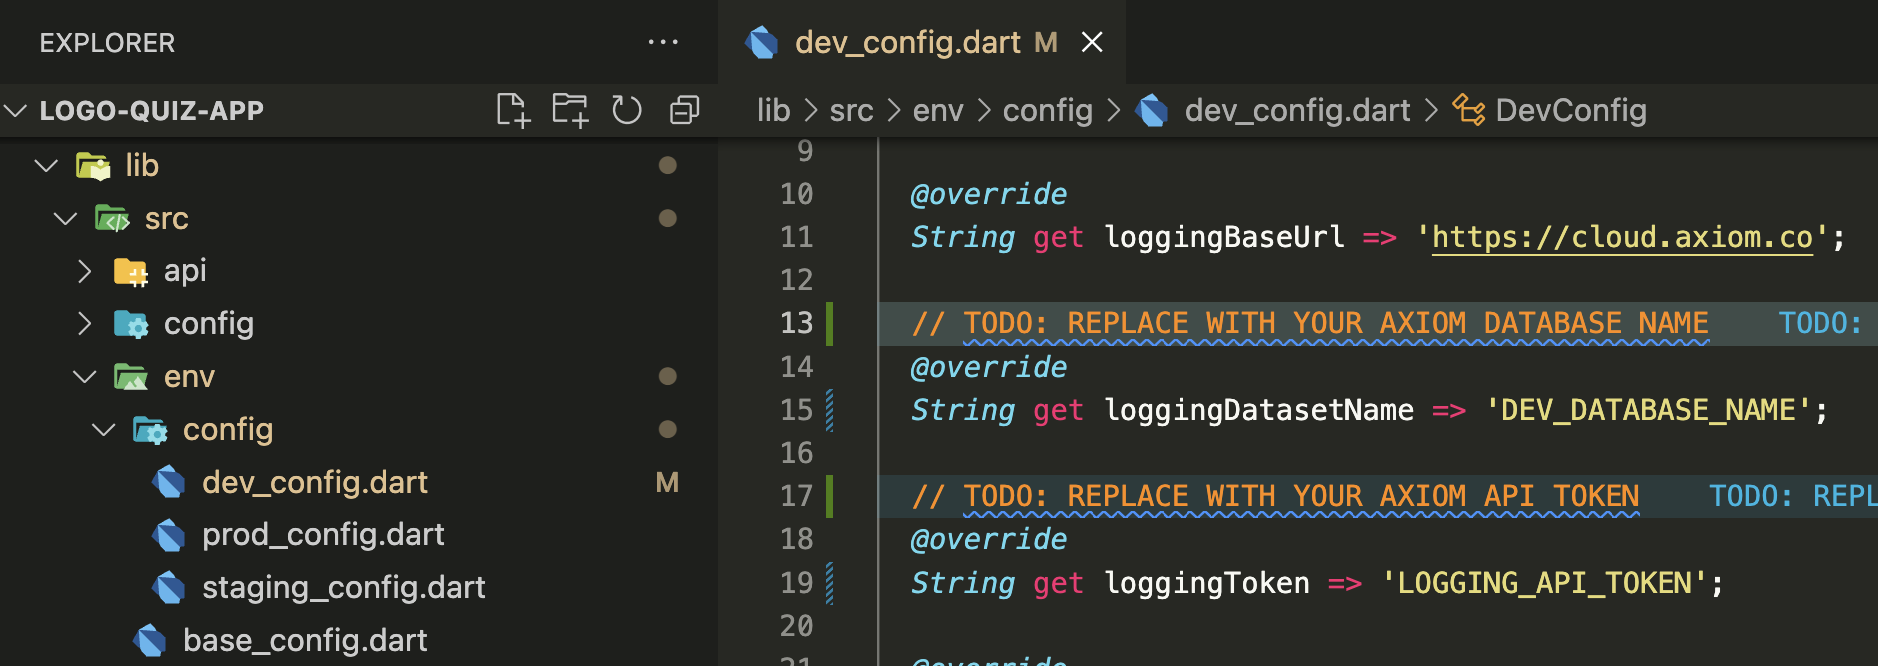 EXPLORER
LOGO-QUIZ-APP
lib
src
api
config
env
config
dev_config.dart M
prod_config.dart
staging_config.dart
base_config.dart
dev_config.dart M
lib > src > env > config > dev_config.dart > DevConfig
9
10 @override
11 String get loggingBaseUrl => 'https://cloud.axiom.co';
12
13 // TODO: REPLACE WITH YOUR AXIOM DATABASE NAME TODO:
14 @override
15 String get loggingDatasetName => 'DEV_DATABASE_NAME';
16
17 // TODO: REPLACE WITH YOUR AXIOM API TOKEN TODO: REPL
18 @override
19 String get loggingToken => 'LOGGING_API_TOKEN';
20
21 @override